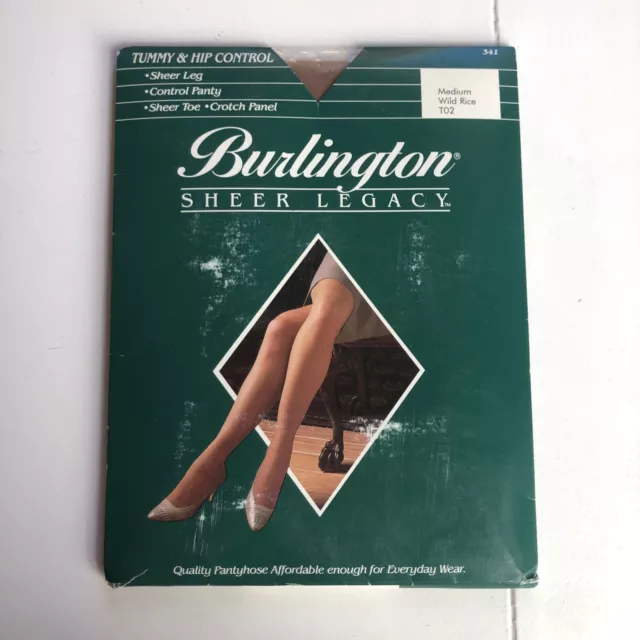 TUMMY & HIP CONTROL
•Sheer Leg
•Control Panty
•Sheer Toe •Crotch Panel
341
Medium
Wild Rice
T02
Burlington®
SHEER LEGACY™
Quality Pantyhose Affordable enough for Everyday Wear.